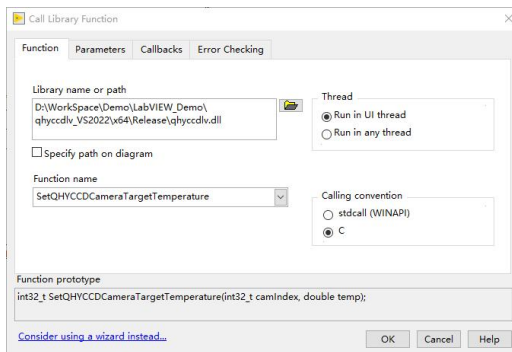 Call Library Function
Function
Parameters
Callbacks
Error Checking
Library name or path
D:\WorkSpace\Demo\LabVIEW_Demo\
qhyccdlv_VS2022\x64\Release\qhyccdlv.dll
Specify path on diagram
Function name
SetQHYCCDCameraTargetTemperature
Thread
Run in UI thread
Run in any thread
Calling convention
stdcall (WINAPI)
C
Function prototype
int32_t SetQHYCCDCameraTargetTemperature(int32_t camIndex, double temp);
Consider using a wizard instead...
OK
Cancel
Help